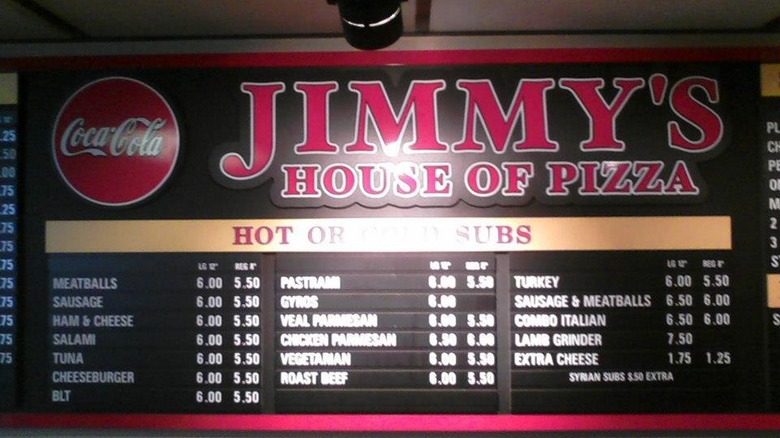 Coca-Cola
JIMMY'S
HOUSE OF PIZZA
HOT OR COLD SUBS
LG 12" REG 8"
MEATBALLS 6.00 5.50
SAUSAGE 6.00 5.50
HAM & CHEESE 6.00 5.50
SALAMI 6.00 5.50
TUNA 6.00 5.50
CHEESEBURGER 6.00 5.50
BLT 6.00 5.50
LG 12" REG 8"
PASTRAMI 6.00 5.50
GYROS 6.00
VEAL PARMESAN 6.00 5.50
CHICKEN PARMESAN 6.50 6.00
VEGETARIAN 6.00 5.50
ROAST BEEF 6.00 5.50
LG 12" REG 8"
TURKEY 6.00 5.50
SAUSAGE & MEATBALLS 6.50 6.00
COMBO ITALIAN 6.50 6.00
LAMB GRINDER 7.50
EXTRA CHEESE 1.75 1.25
SYRIAN SUBS $.50 EXTRA